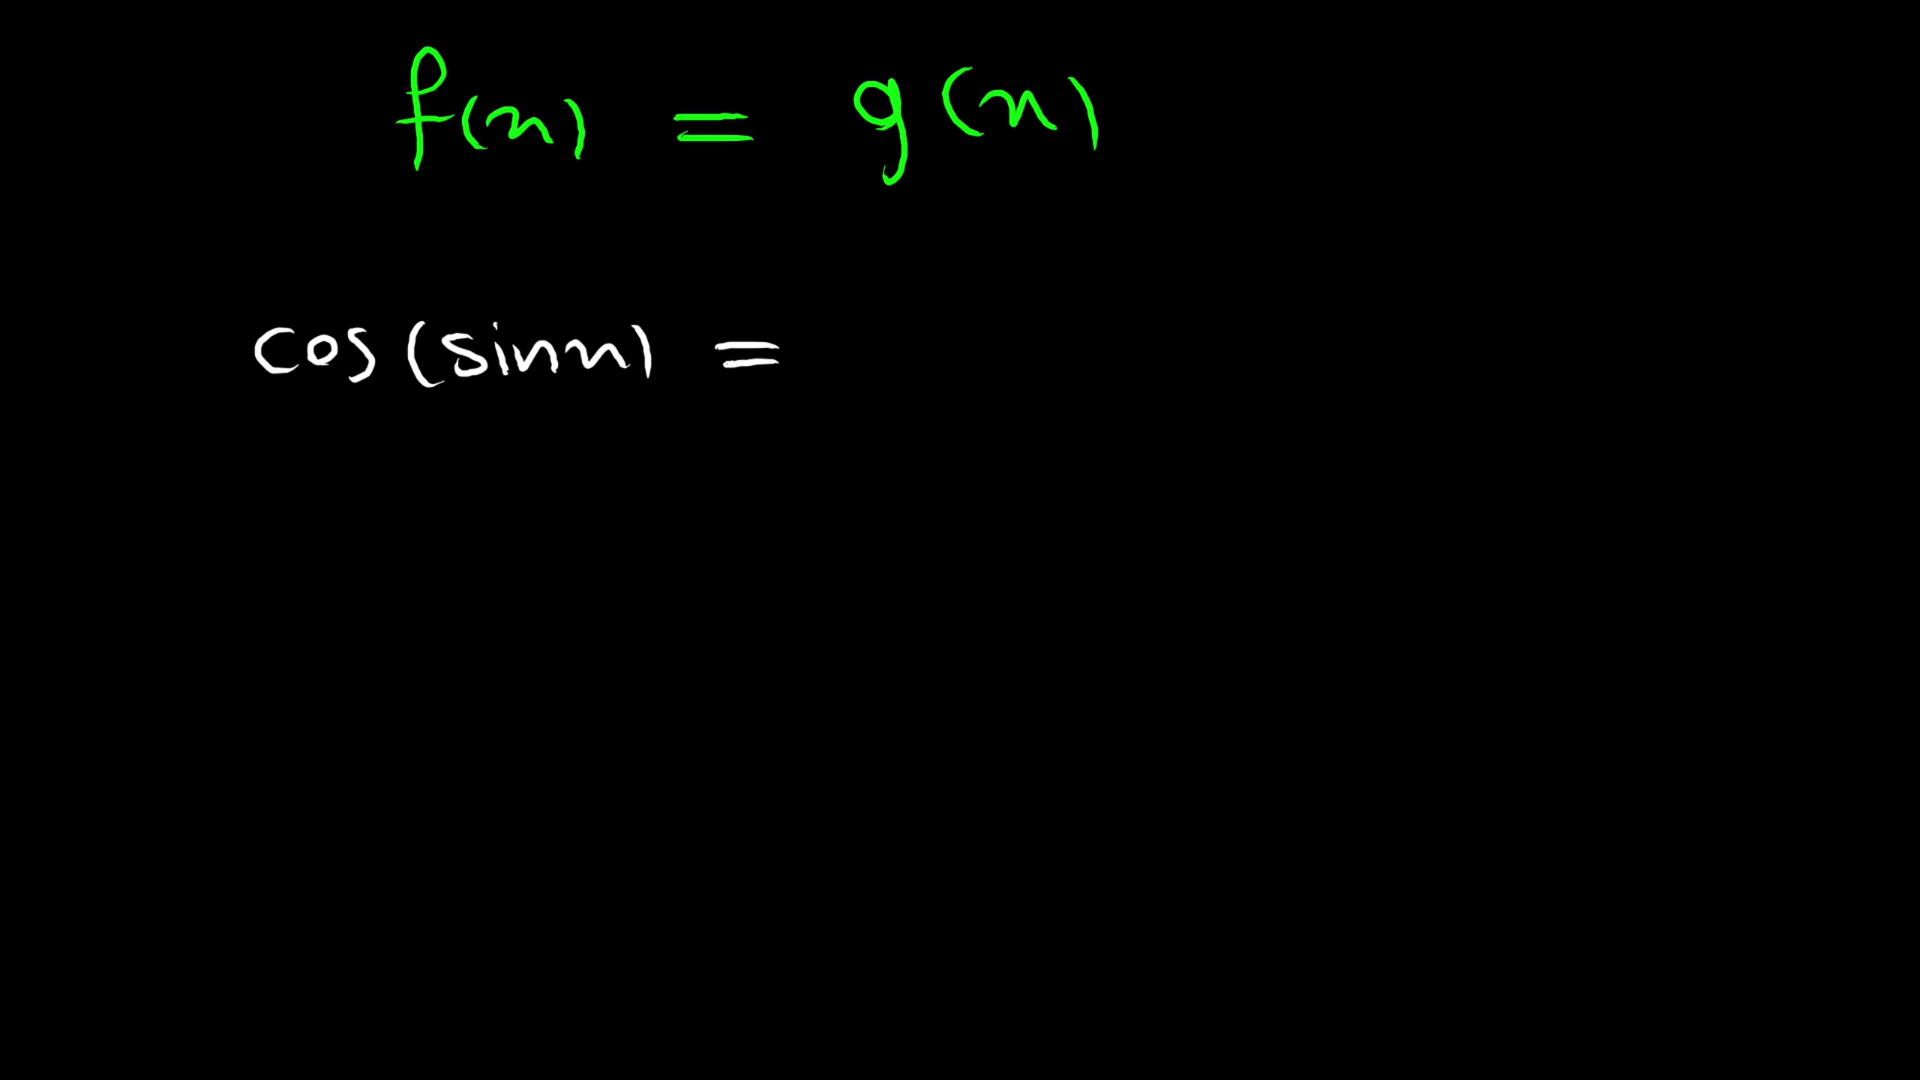 f(x) = g(x)
cos(sinx) =